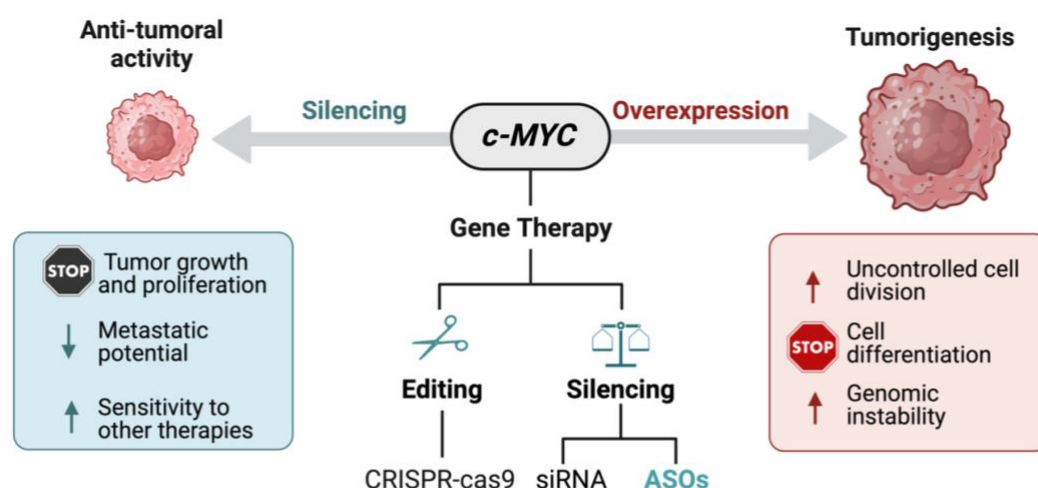 Anti-tumoral
activity
Tumorigenesis
Silencing
c-MYC
Overexpression
Gene Therapy
STOP Tumor growth
and proliferation
Metastatic
potential
Sensitivity to
other therapies
Editing
Silencing
CRISPR-cas9
siRNA
ASOs
Uncontrolled cell
division
STOP Cell
differentiation
Genomic
instability